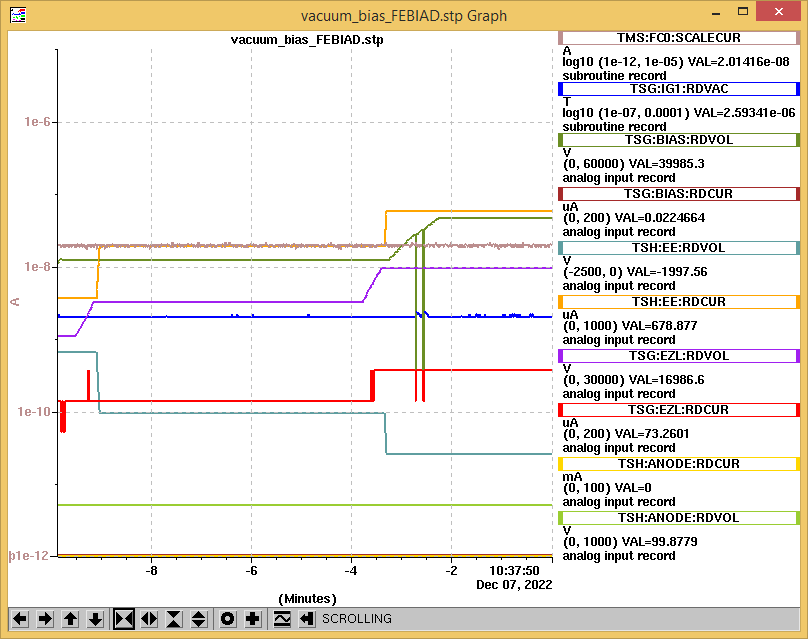 vacuum_bias_FEBIAD.stp Graph
vacuum_bias_FEBIAD.stp
1e-6
1e-8
A
1e-10
1e-12
-8
-6
-4
-2
10:37:50
Dec 07, 2022
(Minutes)
TMS:FC0:SCALECUR
A
log10 (1e-12, 1e-05) VAL=2.01416e-08
subroutine record
TSG:IG1:RDVAC
T
log10 (1e-07, 0.0001) VAL=2.59341e-06
subroutine record
TSG:BIAS:RDVOL
V
(0, 60000) VAL=39985.3
analog input record
TSG:BIAS:RDCUR
uA
(0, 200) VAL=0.0224664
analog input record
TSH:EE:RDVOL
V
(-2500, 0) VAL=-1997.56
analog input record
TSH:EE:RDCUR
uA
(0, 1000) VAL=678.877
analog input record
TSG:EZL:RDVOL
V
(0, 30000) VAL=16986.6
analog input record
TSG:EZL:RDCUR
uA
(0, 200) VAL=73.2601
analog input record
TSH:ANODE:RDCUR
mA
(0, 100) VAL=0
analog input record
TSH:ANODE:RDVOL
V
(0, 1000) VAL=99.8779
analog input record
SCROLLING